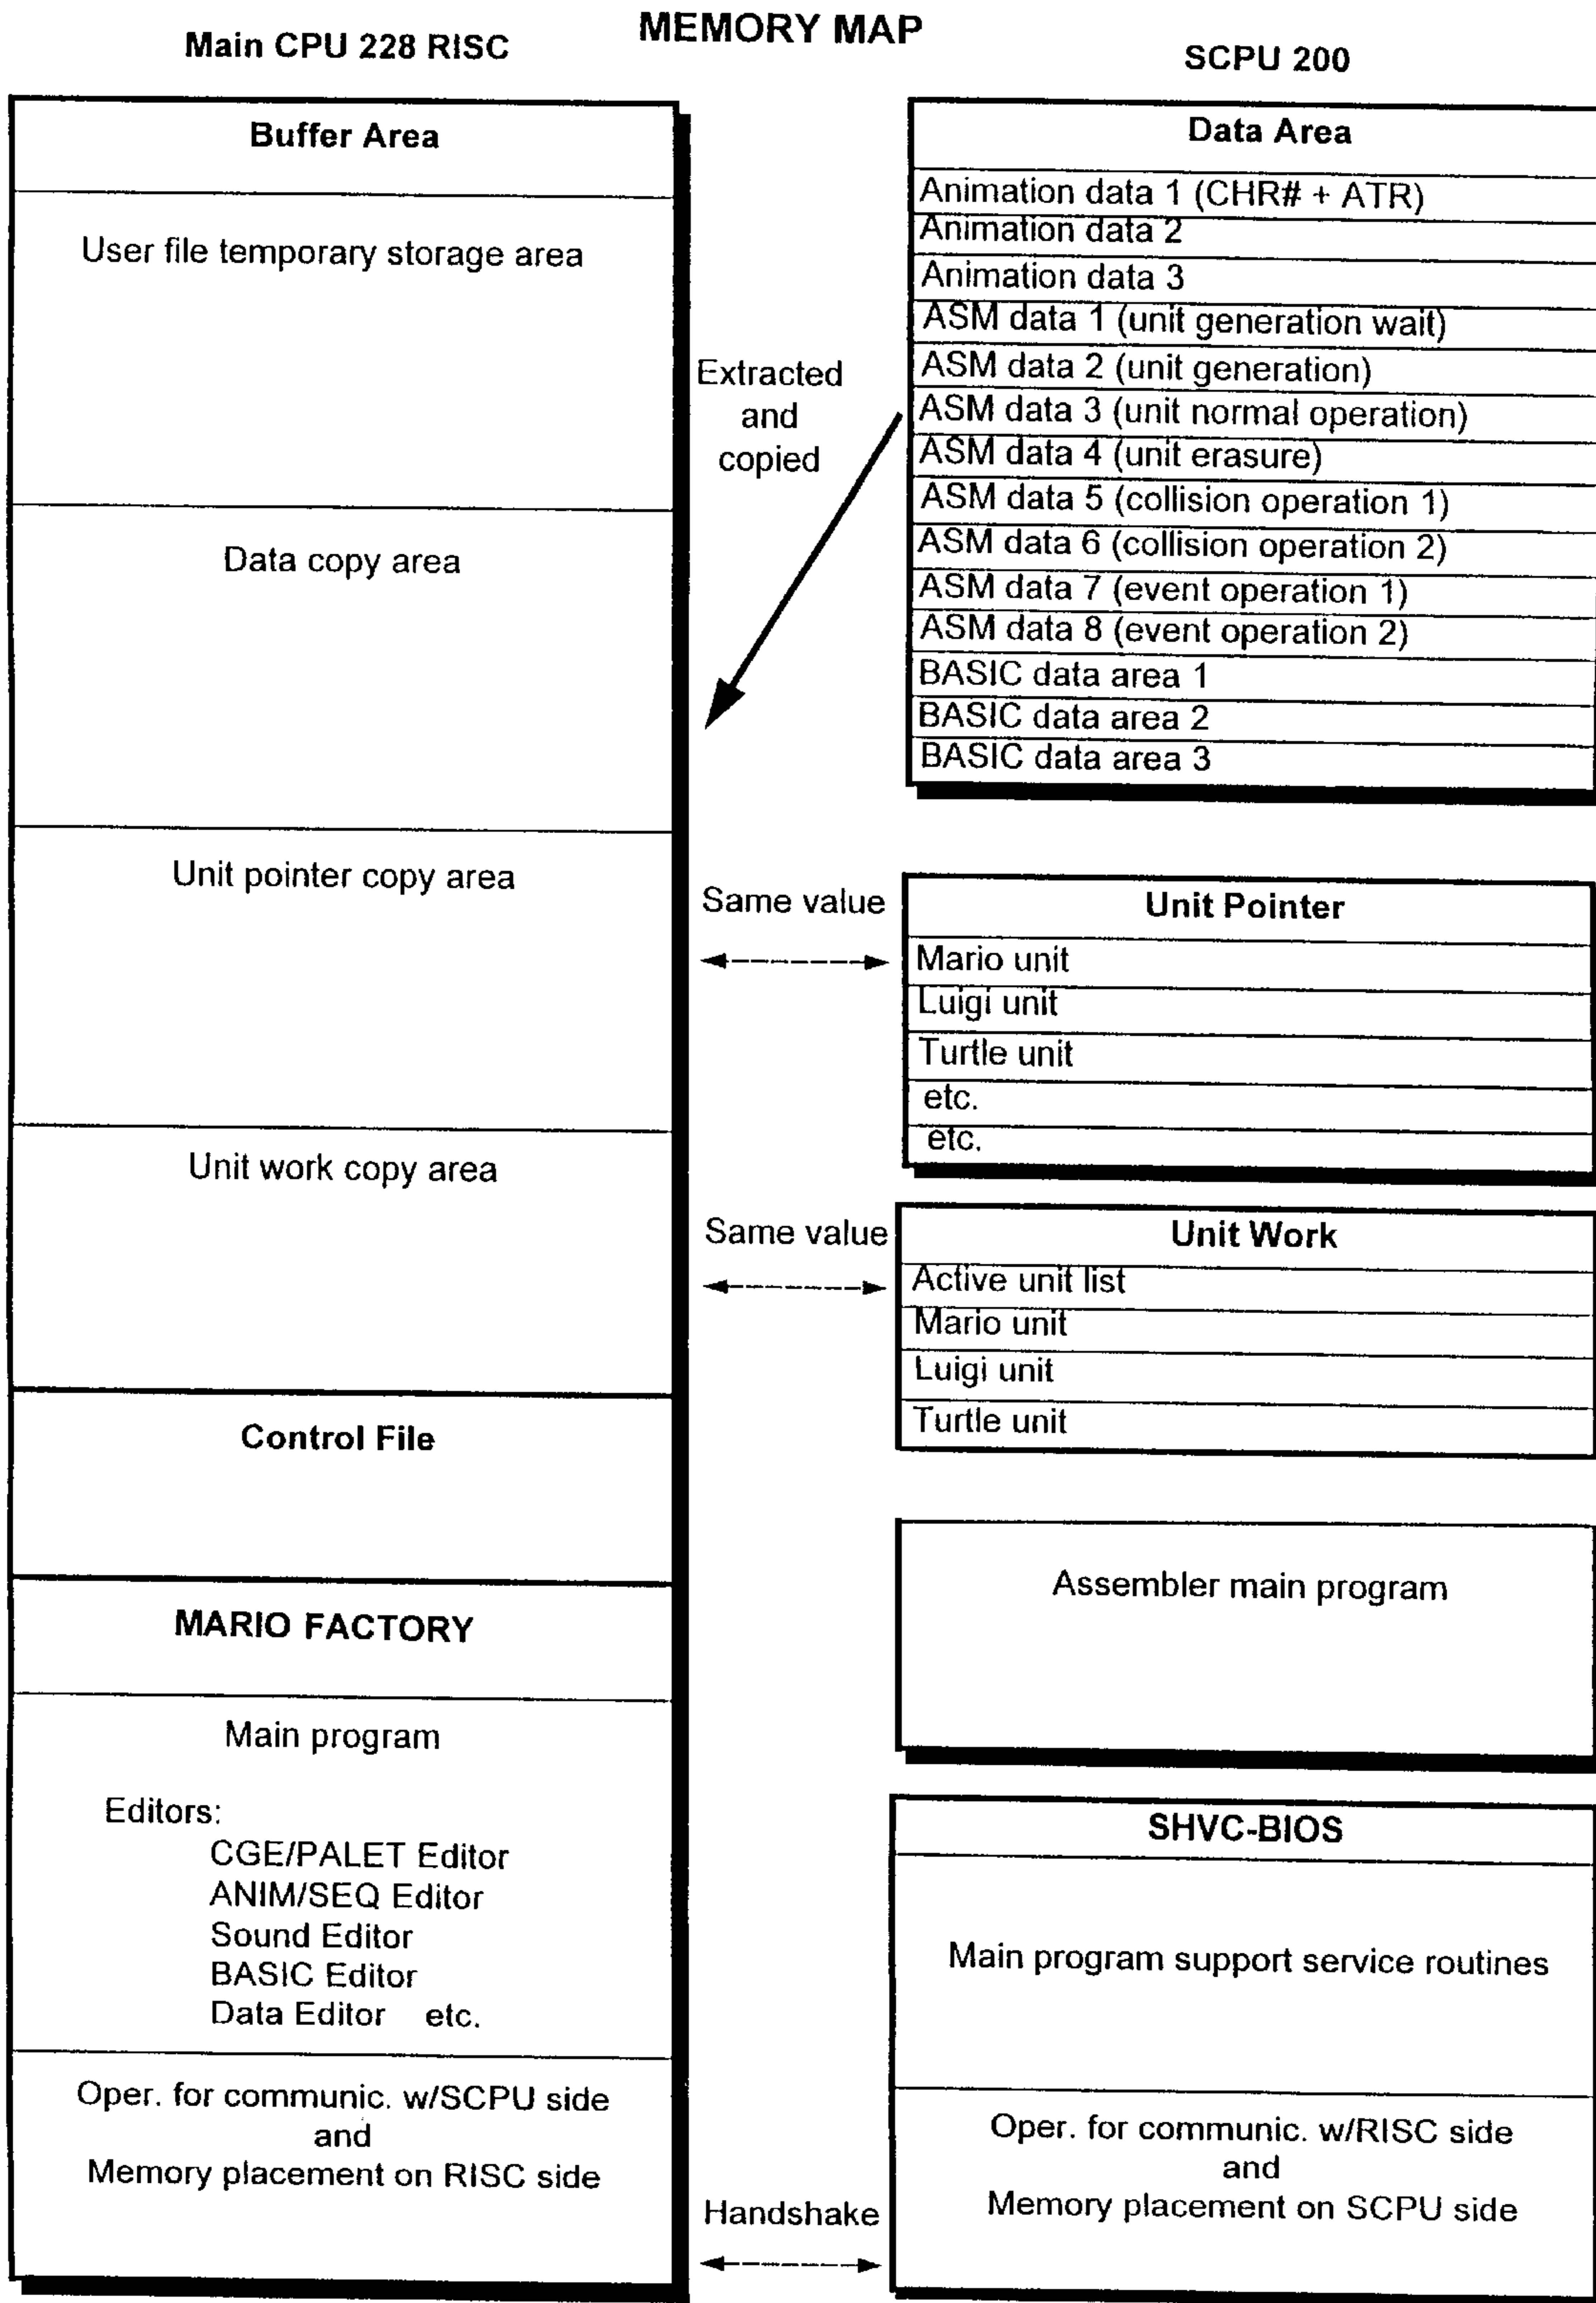 MEMORY MAP
Main CPU 228 RISC
Buffer Area
User file temporary storage area
Data copy area
Unit pointer copy area
Unit work copy area
Control File
MARIO FACTORY
Main program
Editors:
CGE/PALET Editor
ANIM/SEQ Editor
Sound Editor
BASIC Editor
Data Editor etc.
Oper. for communic. w/SCPU side
and
Memory placement on RISC side
Extracted
and
copied
Same value
Same value
Handshake
SCPU 200
Data Area
Animation data 1 (CHR# + ATR)
Animation data 2
Animation data 3
ASM data 1 (unit generation wait)
ASM data 2 (unit generation)
ASM data 3 (unit normal operation)
ASM data 4 (unit erasure)
ASM data 5 (collision operation 1)
ASM data 6 (collision operation 2)
ASM data 7 (event operation 1)
ASM data 8 (event operation 2)
BASIC data area 1
BASIC data area 2
BASIC data area 3
Unit Pointer
Mario unit
Luigi unit
Turtle unit
etc.
etc.
Unit Work
Active unit list
Mario unit
Luigi unit
Turtle unit
Assembler main program
SHVC-BIOS
Main program support service routines
Oper. for communic. w/RISC side
and
Memory placement on SCPU side